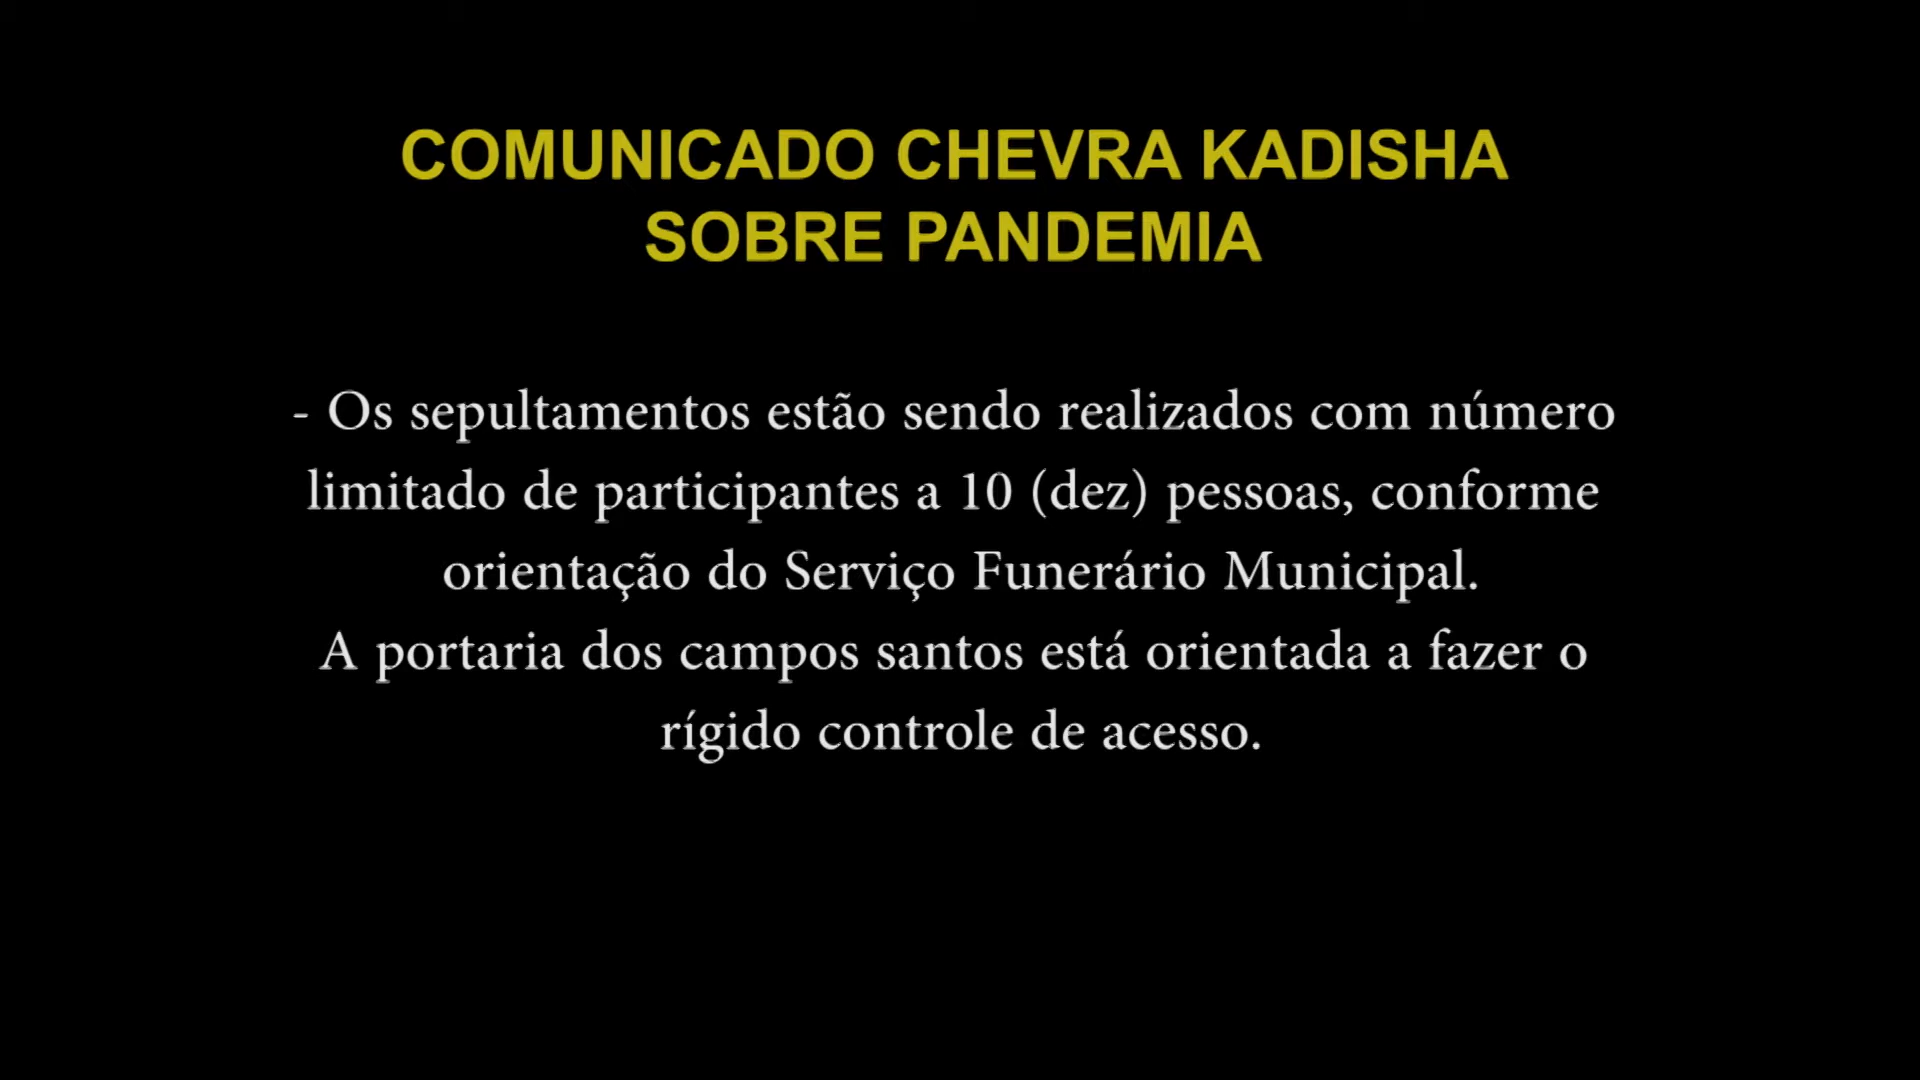 COMUNICADO CHEVRA KADISHA
SOBRE PANDEMIA
- Os sepultamentos estão sendo realizados com número
limitado de participantes a 10 (dez) pessoas, conforme
orientação do Serviço Funerário Municipal.
A portaria dos campos santos está orientada a fazer o
rígido controle de acesso.